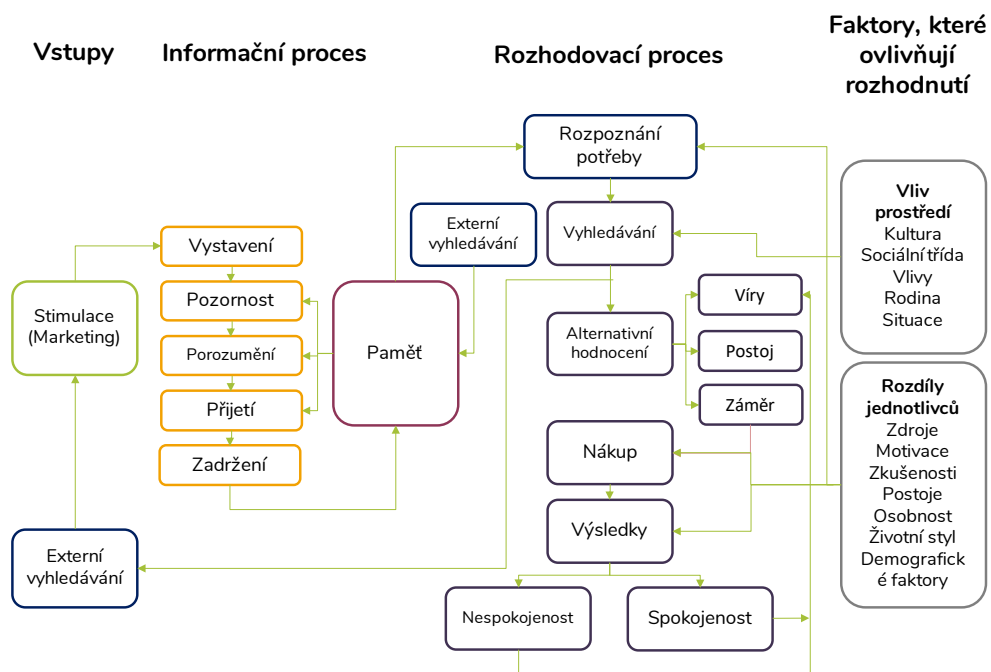 Vstupy
Informační proces
Rozhodovací proces
Faktory, které
ovlivňují
rozhodnutí
Rozpoznání
potřeby
Externí
vyhledávání
Vyhledávání
Vystavení
Pozornost
Porozumění
Přijetí
Zadržení
Stimulace
(Marketing)
Paměť
Alternativní
hodnocení
Víry
Postoj
Záměr
Nákup
Výsledky
Nespokojenost
Spokojenost
Externí
vyhledávání
Vliv
prostředí
Kultura
Sociální třída
Vlivy
Rodina
Situace
Rozdíly
jednotlivců
Zdroje
Motivace
Zkušenosti
Postoje
Osobnost
Životní styl
Demografick
é faktory